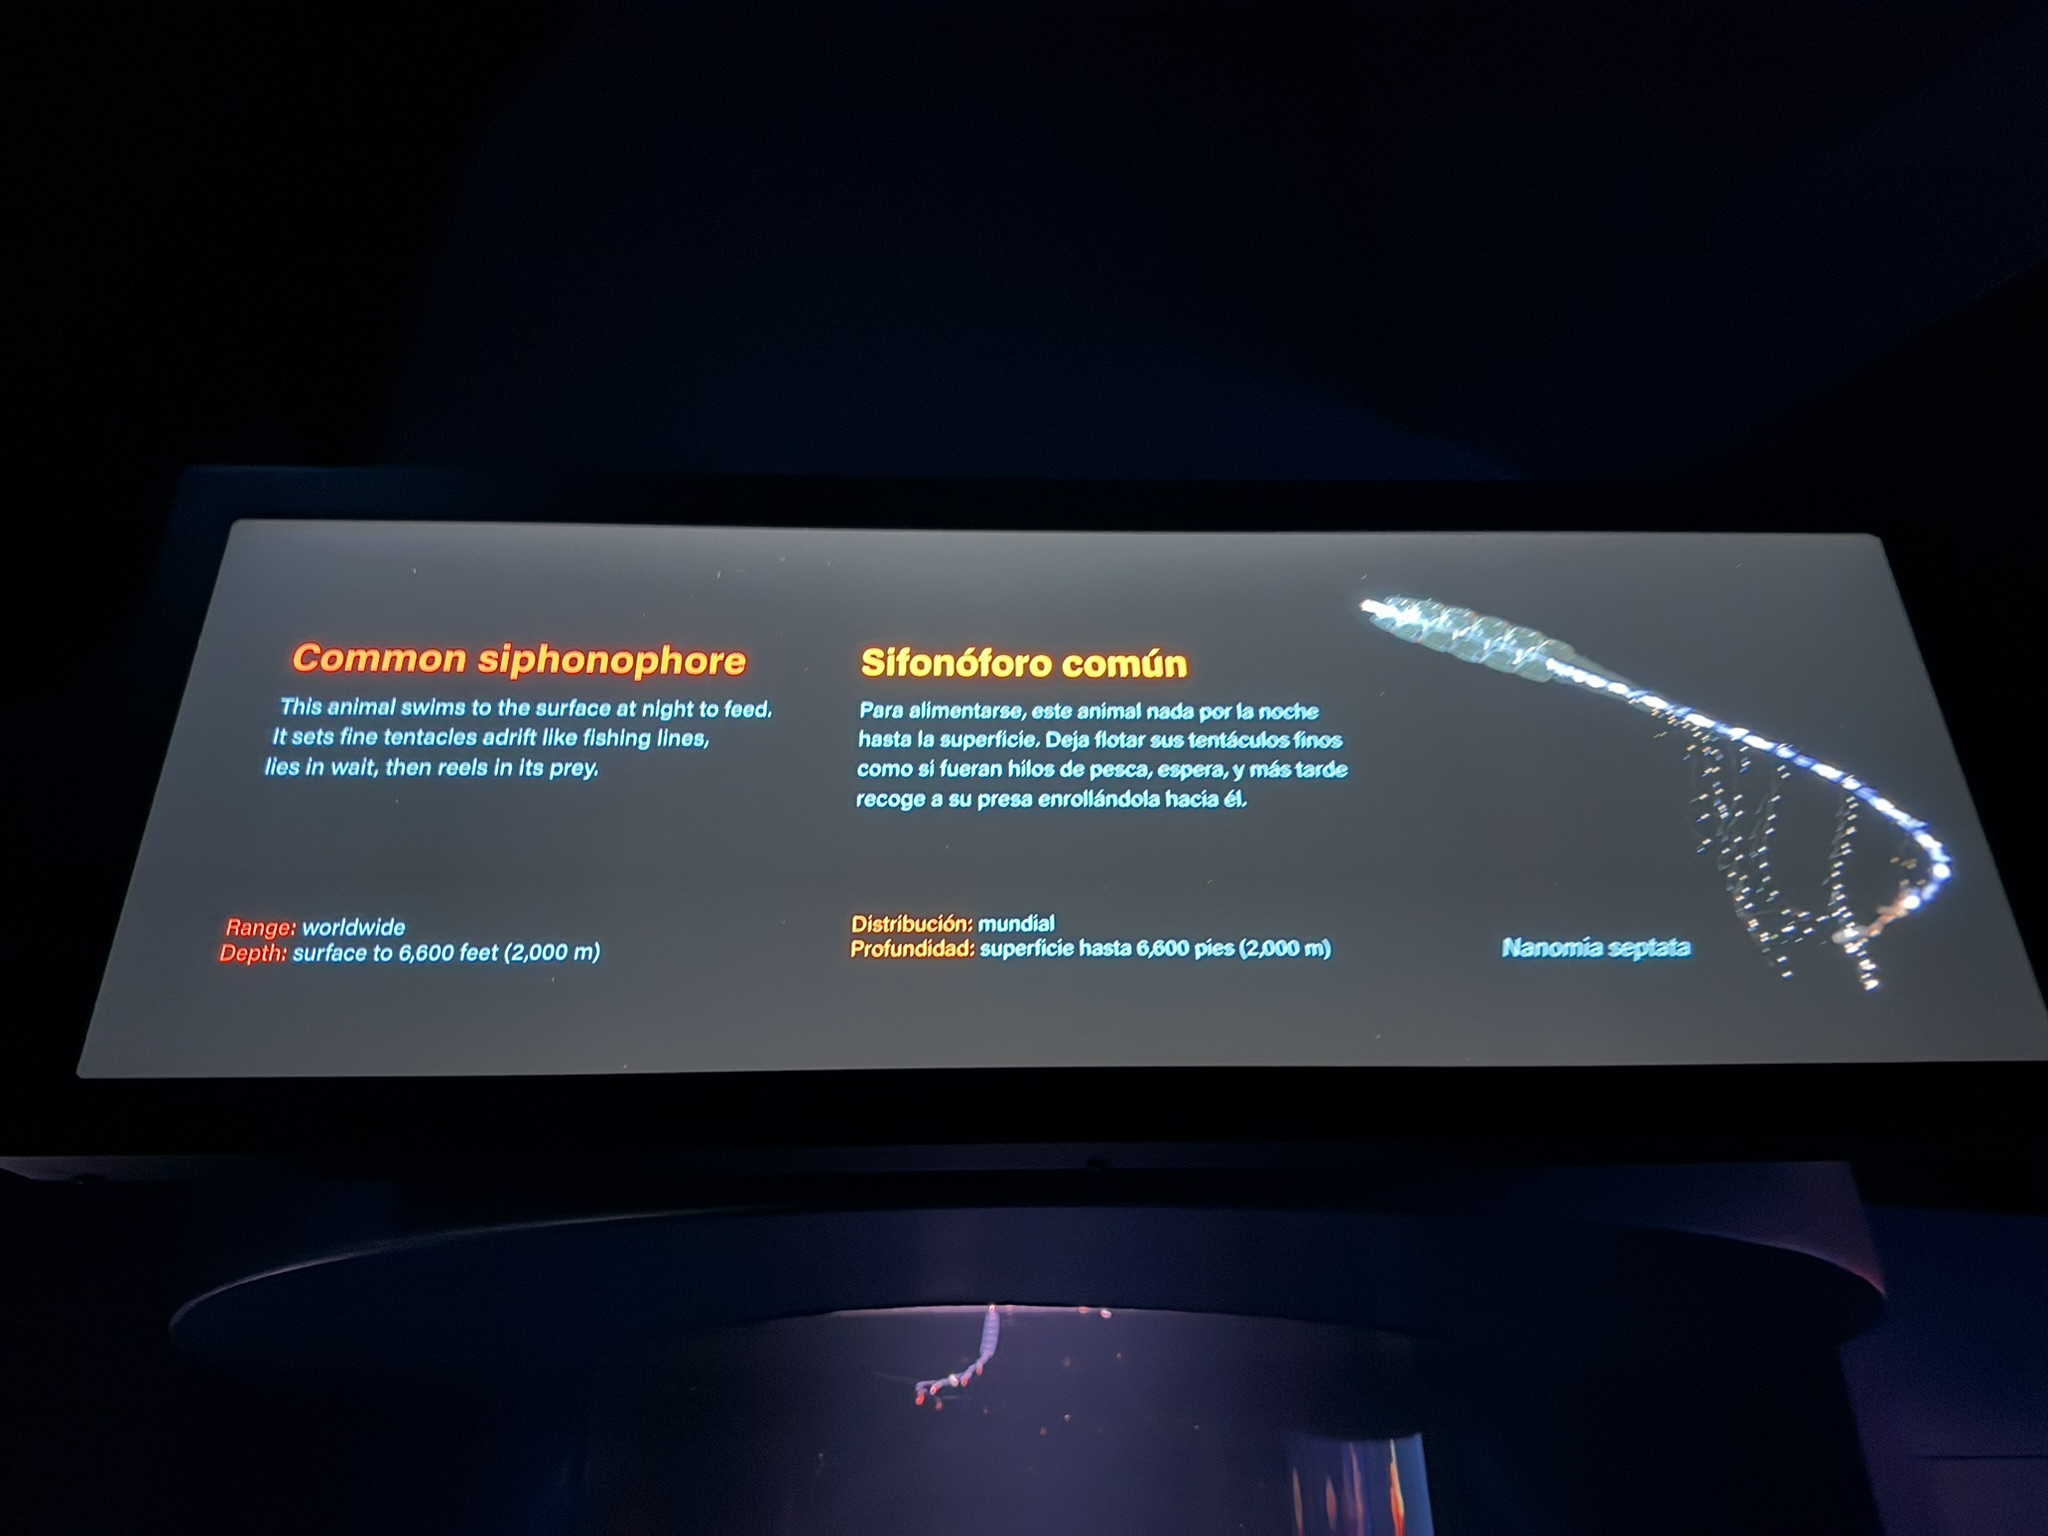 Common siphonophore
This animal swims to the surface at night to feed.
It sets fine tentacles adrift like fishing lines,
lies in wait, then reels in its prey.
Range: worldwide
Depth: surface to 6,600 feet (2,000 m)
Sifonóforo común
Para alimentarse, este animal nada por la noche
hasta la superficie. Deja flotar sus tentáculos finos
como si fueran hilos de pesca, espera, y más tarde
recoge a su presa enrollándola hacia él.
Distribución: mundial
Profundidad: superficie hasta 6,600 pies (2,000 m)
Nanomia septata